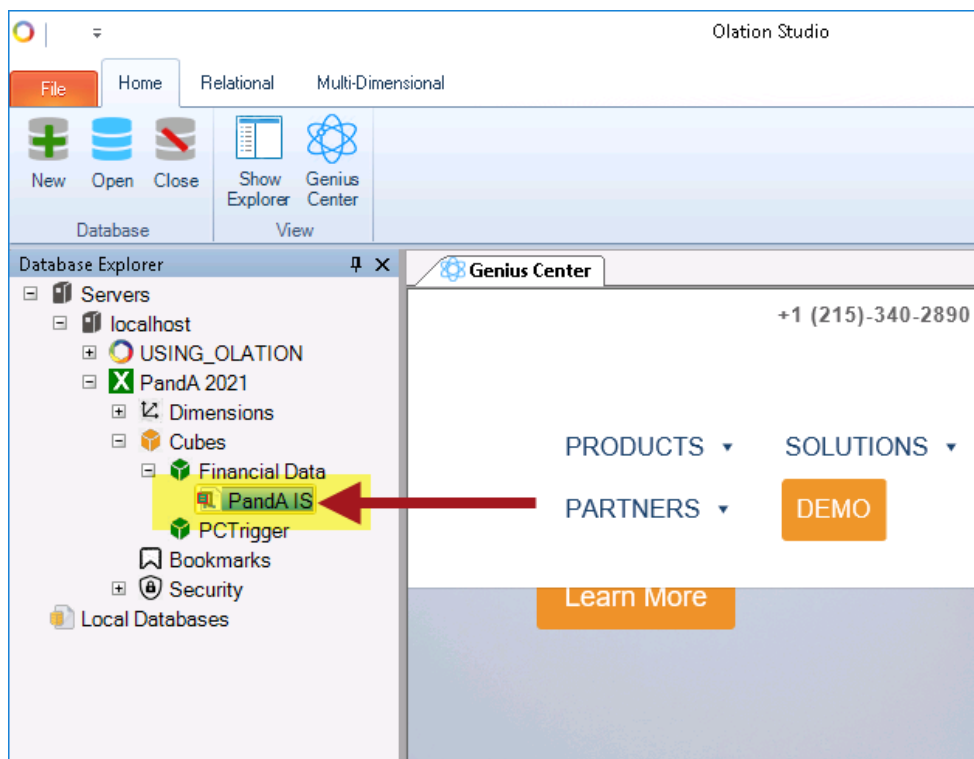 Olation Studio
File Home Relational Multi-Dimensional
New Open Close Show Explorer Genius Center
Database View
Database Explorer
Genius Center
Servers
localhost
USING_OLATION
PandA 2021
Dimensions
Cubes
Financial Data
PandA IS
PCTrigger
Bookmarks
Security
Local Databases
+1 (215)-340-2890
PRODUCTS SOLUTIONS
PARTNERS DEMO
Learn More